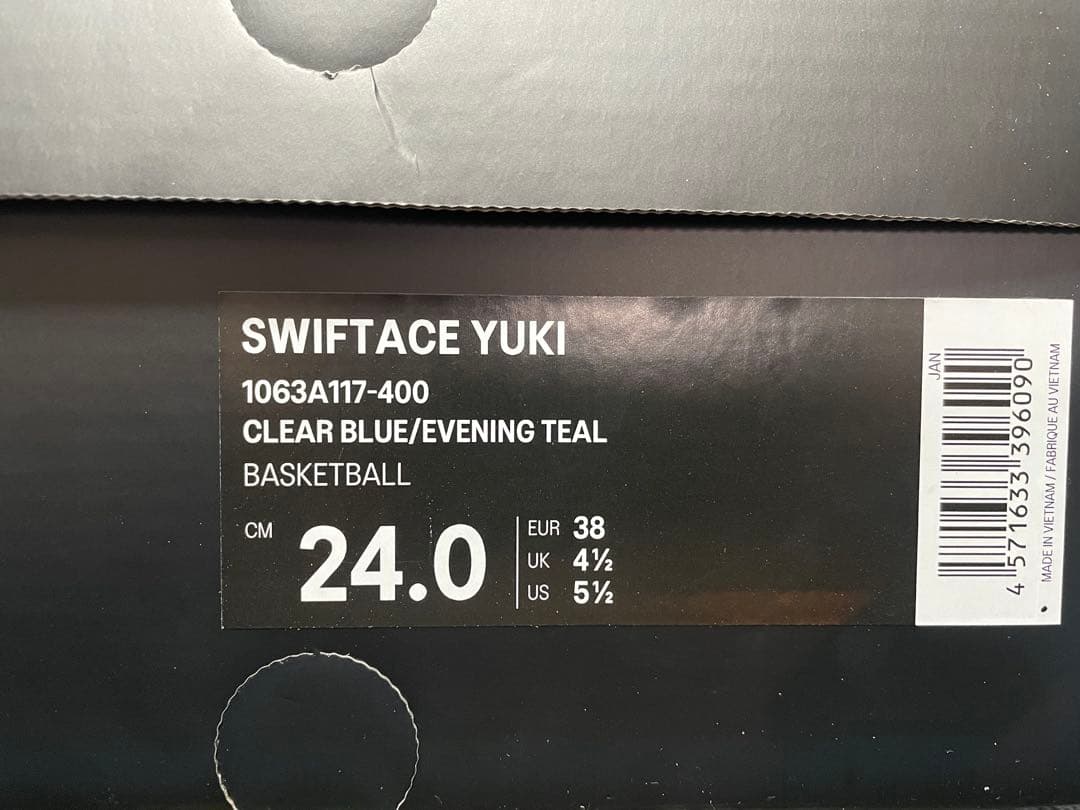 SWIFTACE YUKI
1063A117-400
CLEAR BLUE/EVENING TEAL
BASKETBALL
CM 24.0
EUR 38
UK 4½
US 5½
JAN
4 571633 396090
MADE IN VIETNAM / FABRIQUE AU VIETNAM